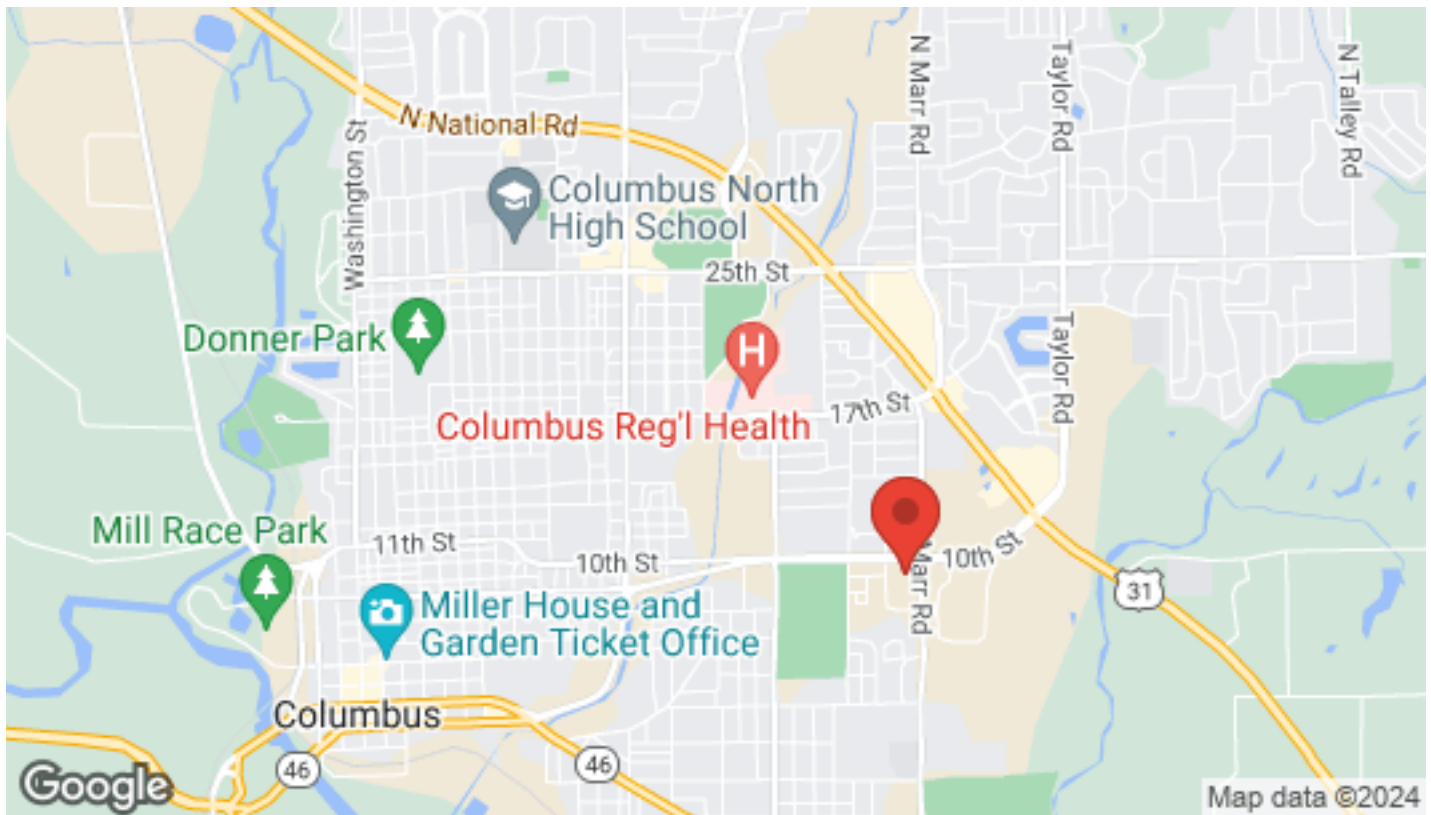 N Marr Rd
Taylor Rd
N Talley Rd
N National Rd
Washington St
Columbus North
High School
25th St
Donner Park
H
Taylor Rd
17th St
Columbus Reg'l Health
Mill Race Park
11th St
10th St
10th St
Marr Rd
31
Miller House and
Garden Ticket Office
Columbus
46
46
Google
Map data ©2024